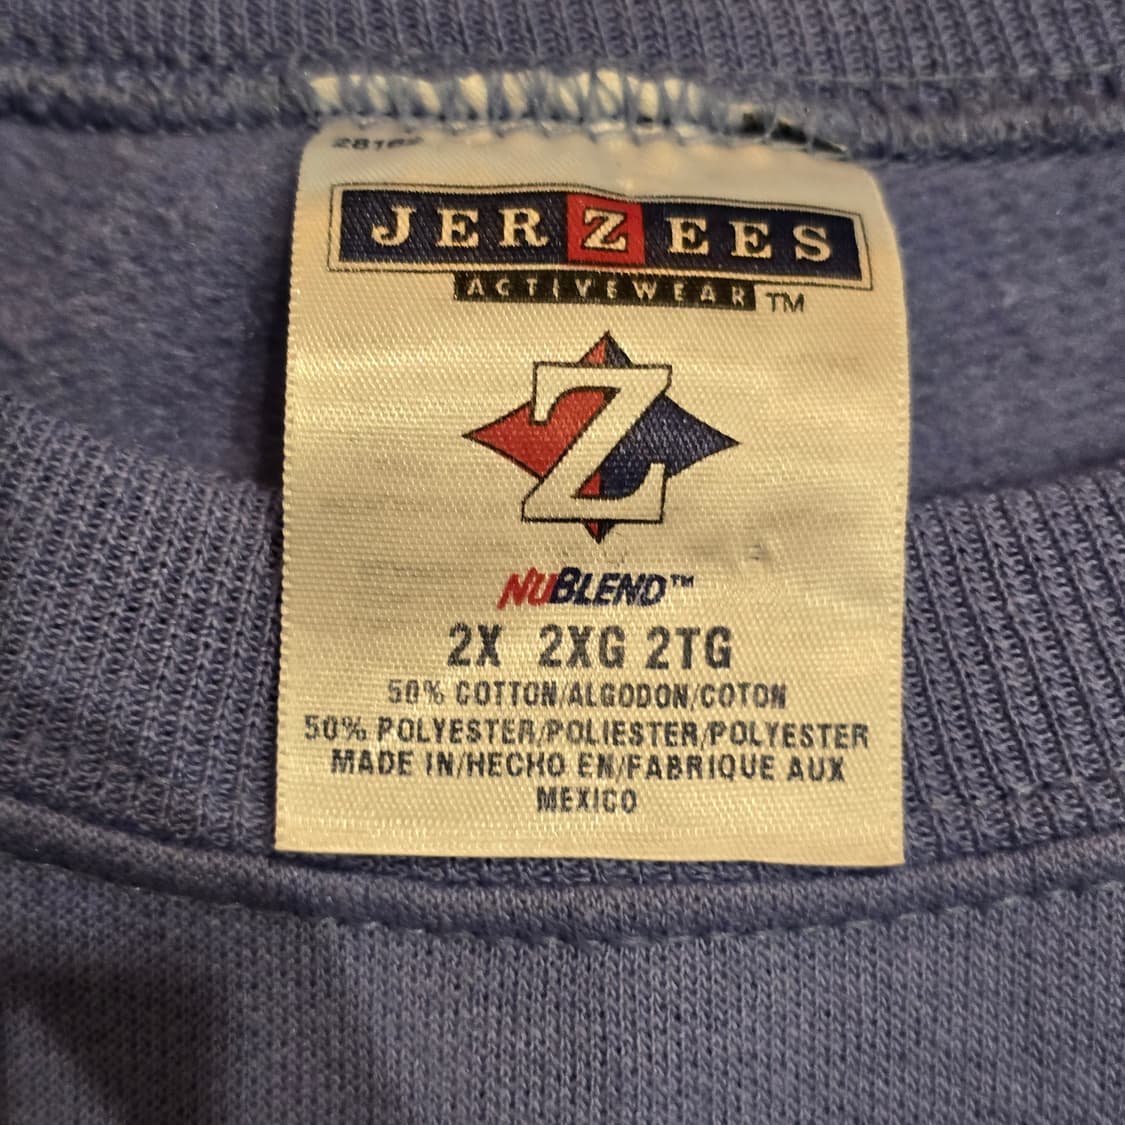 JERZEES
ACTIVEWEAR TM
Z
NUBLEND™
2X 2XG 2TG
50% COTTON/ALGODON/COTON
50% POLYESTER/POLIESTER/POLYESTER
MADE IN/HECHO EN/FABRIQUE AUX
MEXICO